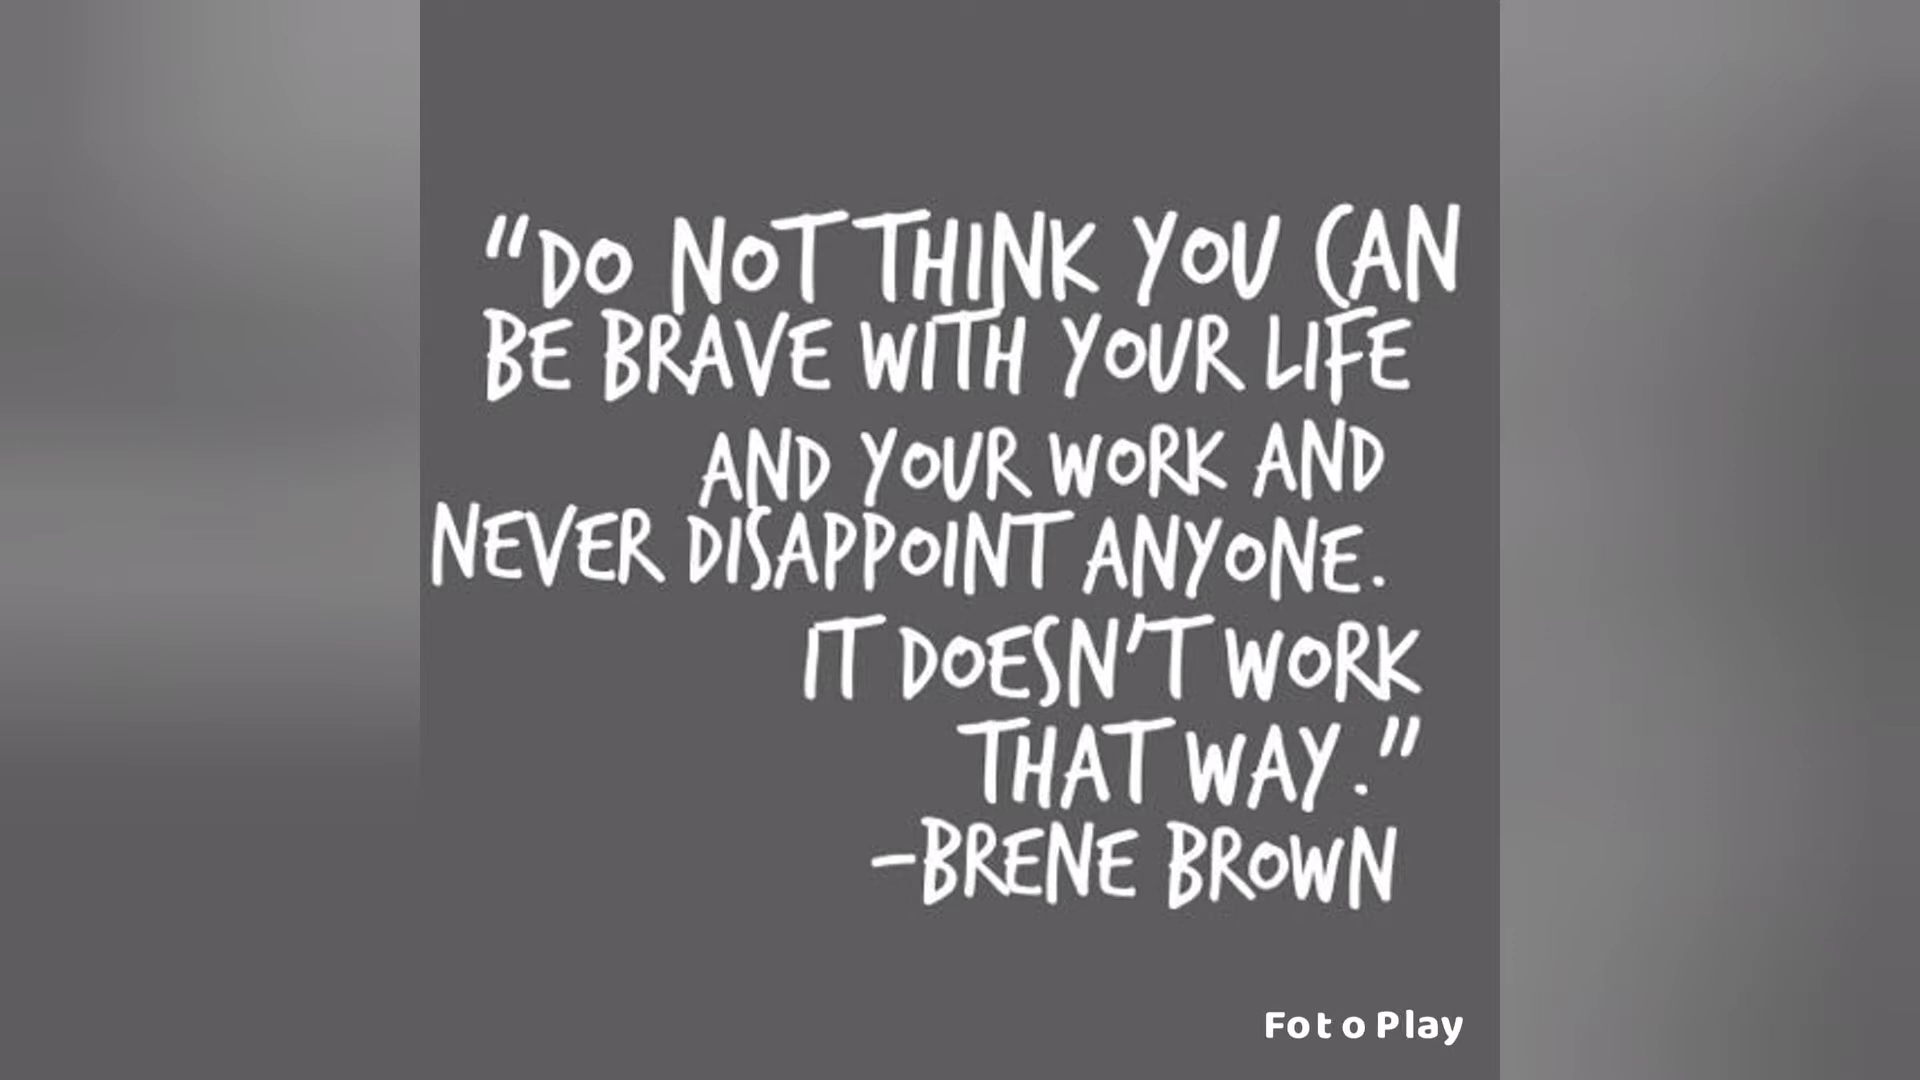 “DO NOT THINK YOU CAN
BE BRAVE WITH YOUR LIFE
AND YOUR WORK AND
NEVER DISAPPOINT ANYONE.
IT DOESN’T WORK
THAT WAY.”
-BRENE BROWN
Foto Play